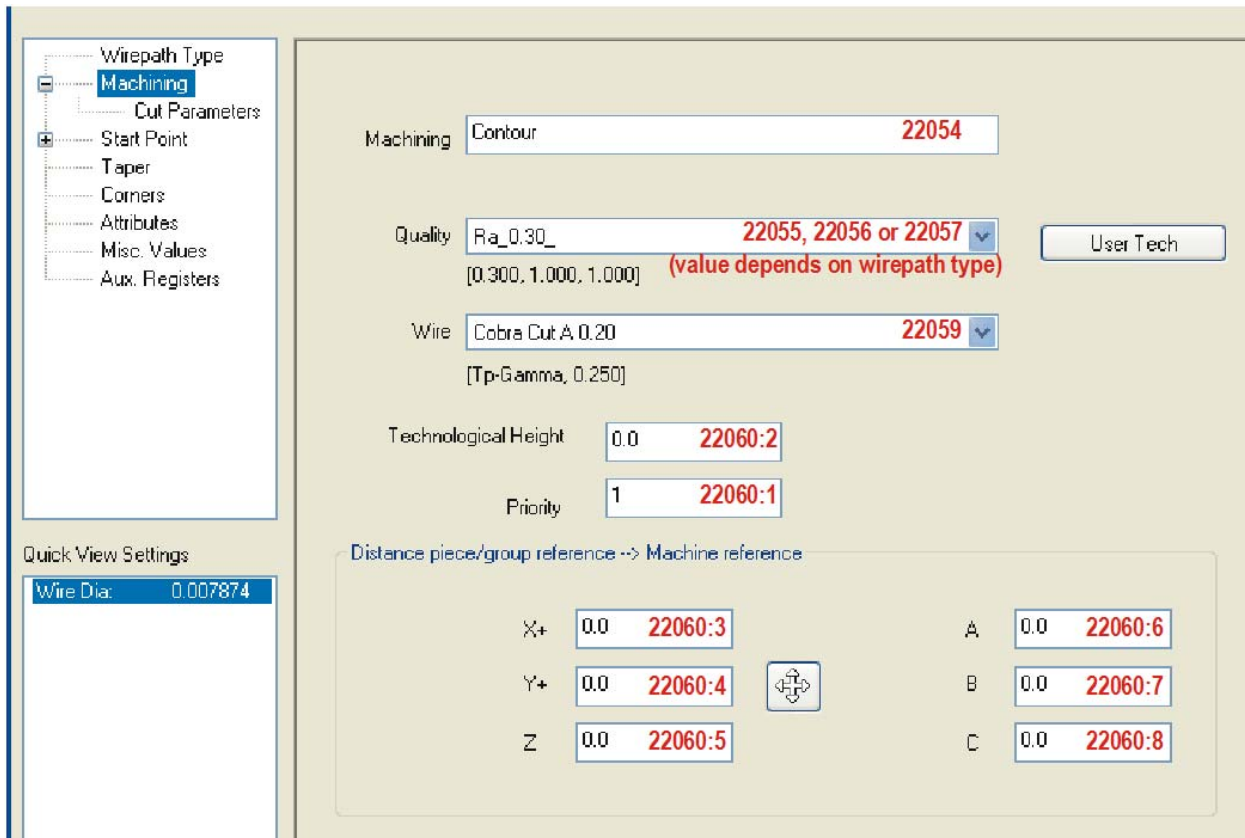 Wirepath Type
Machining
Cut Parameters
Start Point
Taper
Corners
Attributes
Misc. Values
Aux. Registers
Quick View Settings
Wire Dia: 0.007874
Machining Contour 22054
Quality Ra_0.30_ 22055, 22056 or 22057
[0.300, 1.000, 1.000] (value depends on wirepath type)
User Tech
Wire Cobra Cut A 0.20 22059
[Tp-Gamma, 0.250]
Technological Height 0.0 22060:2
Priority 1 22060:1
Distance piece/group reference --> Machine reference
X+ 0.0 22060:3 A 0.0 22060:6
Y+ 0.0 22060:4 B 0.0 22060:7
Z 0.0 22060:5 C 0.0 22060:8